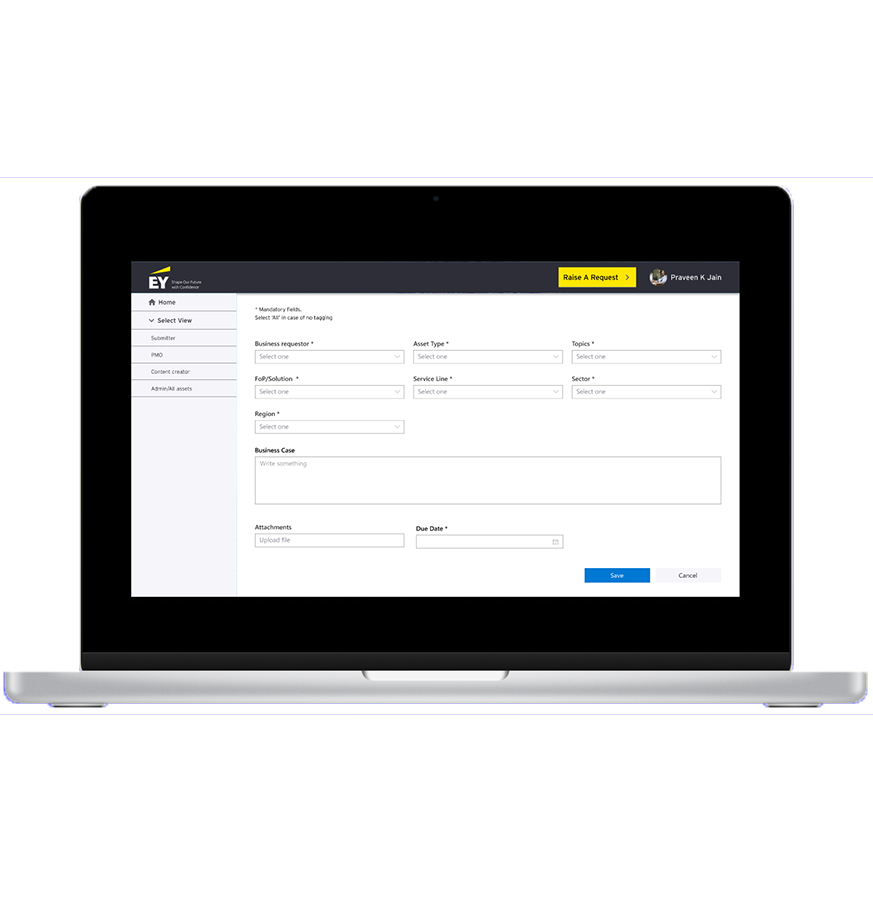 EY
Shape Our Future
with Confidence
Raise A Request
Praveen K Jain
Home
Select View
Submitter
PMO
Content creator
Admin/All assets
* Mandatory fields.
Select 'All' in case of no tagging
Business requestor * Asset Type * Topics *
Select one Select one Select one
FoP/Solution * Service Line * Sector *
Select one Select one Select one
Region *
Select one
Business Case
Write something
Attachments Due Date *
Upload file
Save Cancel